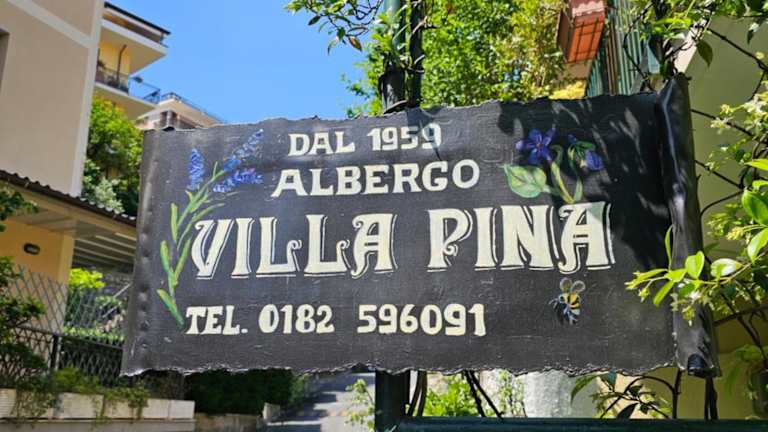 DAL 1959
ALBERGO
VILLA PINA
TEL. 0182 596091